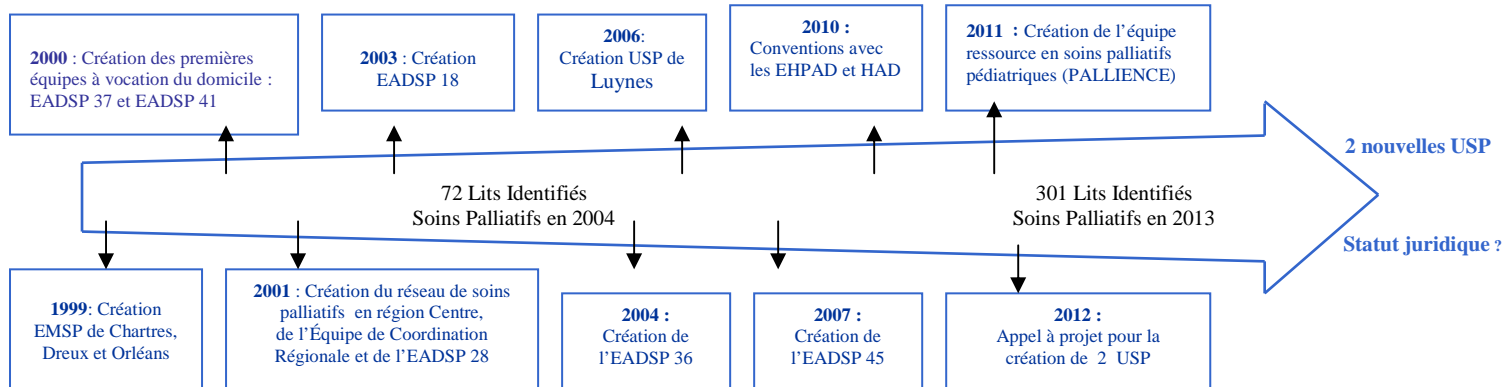 2000 : Création des premières
équipes à vocation du domicile :
EADSP 37 et EADSP 41
2003 : Création
EADSP 18
2006:
Création USP de
Luynes
2010 :
Conventions avec
les EHPAD et HAD
2011 : Création de l'équipe
ressource en soins palliatifs
pédiatriques (PALLIENCE)
2 nouvelles USP
72 Lits Identifiés
Soins Palliatifs en 2004
301 Lits Identifiés
Soins Palliatifs en 2013
Statut juridique ?
1999: Création
EMSP de Chartres,
Dreux et Orléans
2001 : Création du réseau de soins
palliatifs en région Centre,
de l'Équipe de Coordination
Régionale et de l'EADSP 28
2004 :
Création de
l'EADSP 36
2007 :
Création de
l'EADSP 45
2012 :
Appel à projet pour la
création de 2 USP